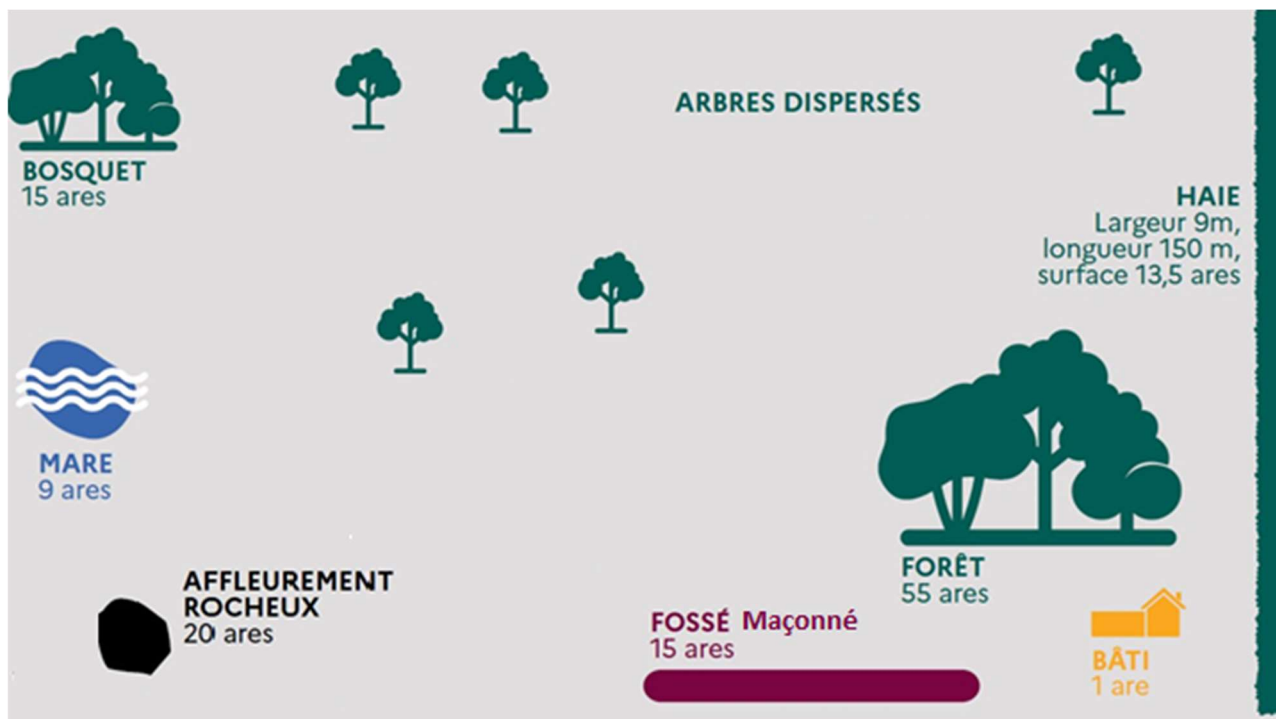 ARBRES DISPERSÉS
BOSQUET
15 ares
HAIE
Largeur 9m,
longueur 150 m,
surface 13,5 ares
MARE
9 ares
AFFLEUREMENT
ROCHEUX
20 ares
FORÊT
55 ares
FOSSÉ Maçonné
15 ares
BÂTI
1 are